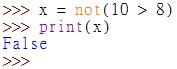 >>> x = not(10 > 8)
>>> print(x)
False
>>>